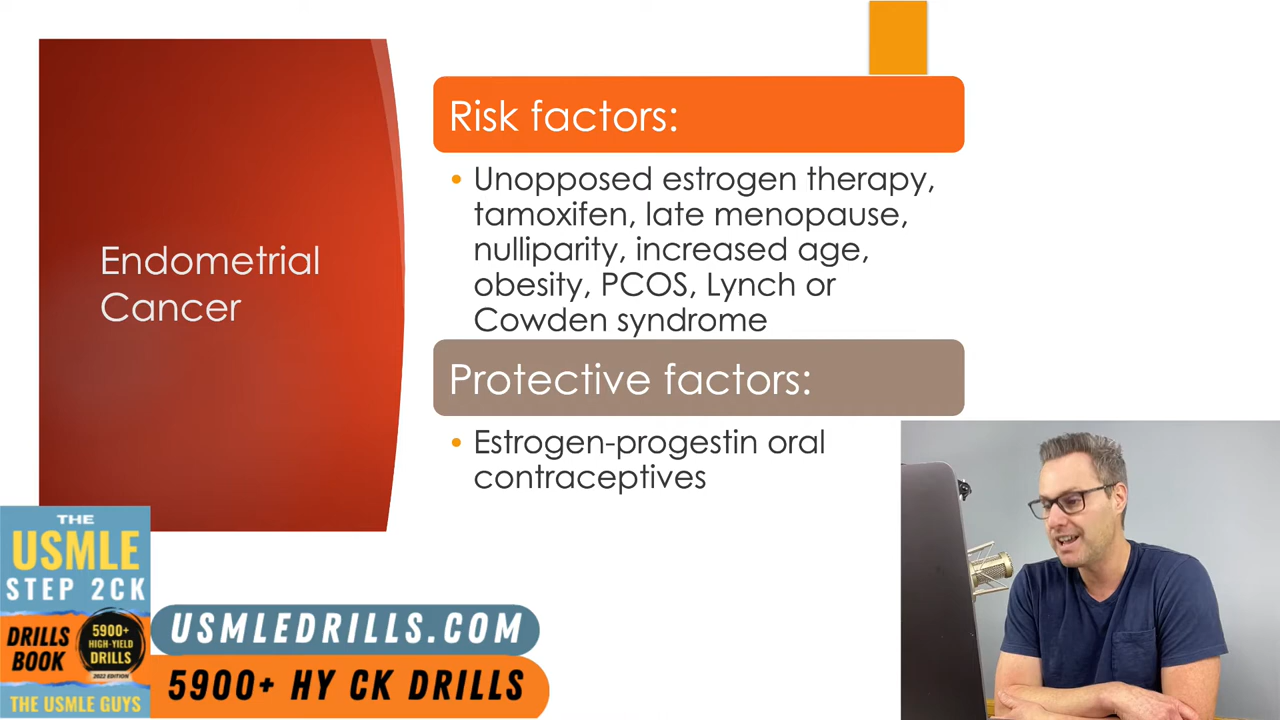 Endometrial
Cancer
Risk factors:
• Unopposed estrogen therapy,
tamoxifen, late menopause,
nulliparity, increased age,
obesity, PCOS, Lynch or
Cowden syndrome
Protective factors:
• Estrogen-progestin oral
contraceptives
THE
USMLE
STEP 2CK
DRILLS
BOOK
5900+
HIGH-YIELD
DRILLS
2022 EDITION
THE USMLE GUYS
USMLEDRILLS.COM
5900+ HY CK DRILLS